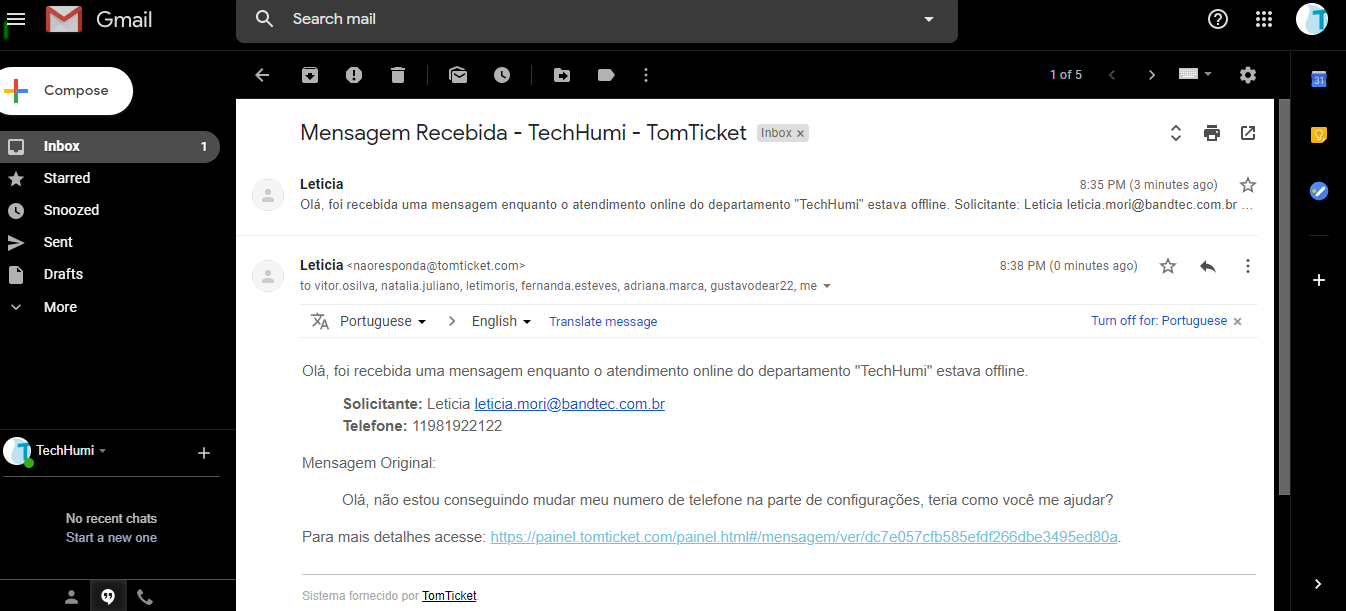 Gmail
Search mail
Compose
1 of 5
31
Inbox 1
Starred
Snoozed
Sent
Drafts
More
TechHumi
No recent chats
Start a new one
Mensagem Recebida - TechHumi - TomTicket Inbox ×
Leticia 8:35 PM (3 minutes ago)
Olá, foi recebida uma mensagem enquanto o atendimento online do departamento "TechHumi" estava offline. Solicitante: Leticia leticia.mori@bandtec.com.br ...
Leticia <naoresponda@tomticket.com> 8:38 PM (0 minutes ago)
to vitor.osilva, natalia.juliano, letimoris, fernanda.esteves, adriana.marca, gustavodear22, me
Portuguese > English Translate message Turn off for: Portuguese ×
Olá, foi recebida uma mensagem enquanto o atendimento online do departamento "TechHumi" estava offline.
Solicitante: Leticia leticia.mori@bandtec.com.br
Telefone: 11981922122
Mensagem Original:
Olá, não estou conseguindo mudar meu numero de telefone na parte de configurações, teria como você me ajudar?
Para mais detalhes acesse: https://painel.tomticket.com/painel.html#/mensagem/ver/dc7e057cfb585efdf266dbe3495ed80a.
Sistema fornecido por TomTicket.